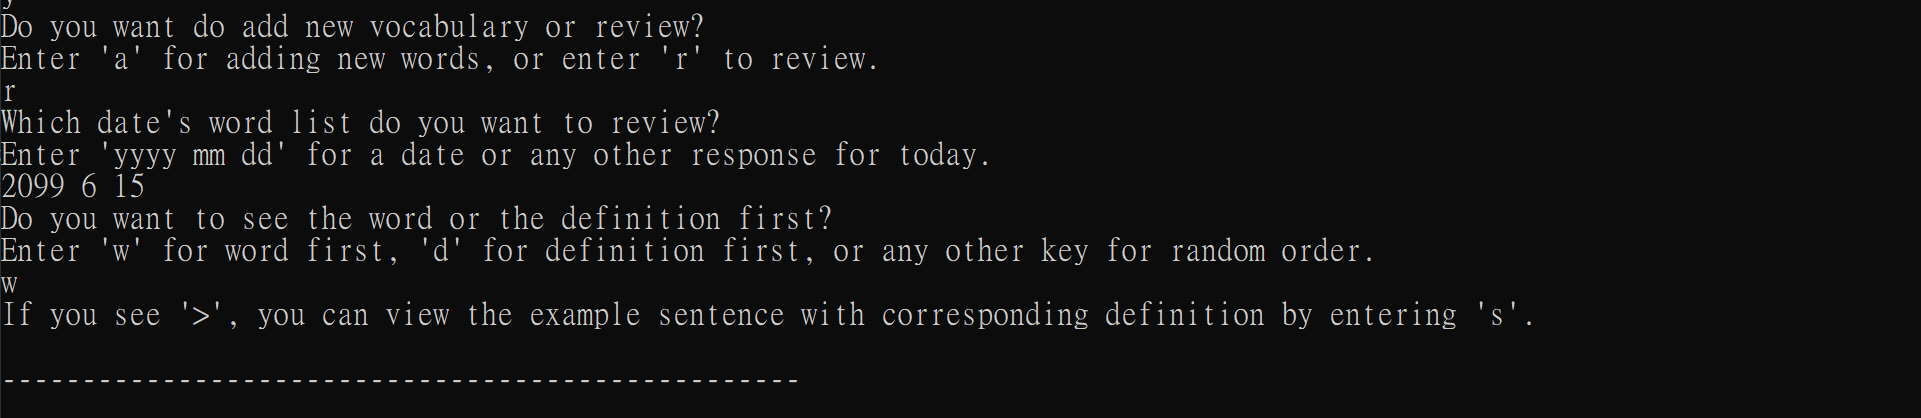 y
Do you want do add new vocabulary or review?
Enter 'a' for adding new words, or enter 'r' to review.
r
Which date's word list do you want to review?
Enter 'yyyy mm dd' for a date or any other response for today.
2099 6 15
Do you want to see the word or the definition first?
Enter 'w' for word first, 'd' for definition first, or any other key for random order.
w
If you see '>', you can view the example sentence with corresponding definition by entering 's'.
--------------------------------------------------